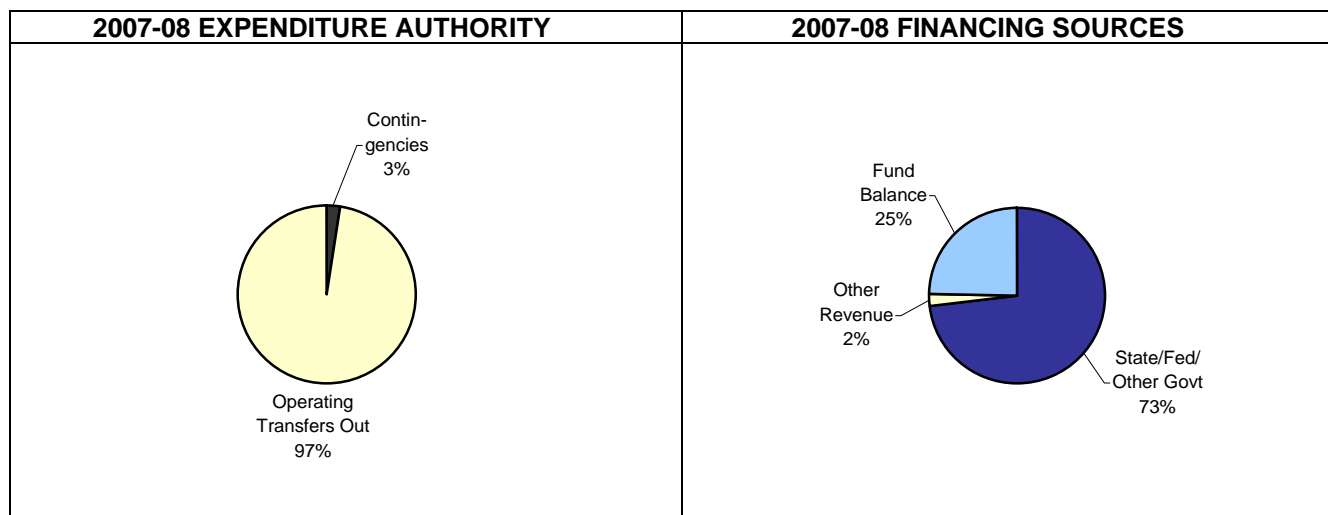 2007-08 EXPENDITURE AUTHORITY
Contin-
gencies
3%
Operating
Transfers Out
97%
2007-08 FINANCING SOURCES
Fund
Balance
25%
Other
Revenue
2%
State/Fed/
Other Govt
73%